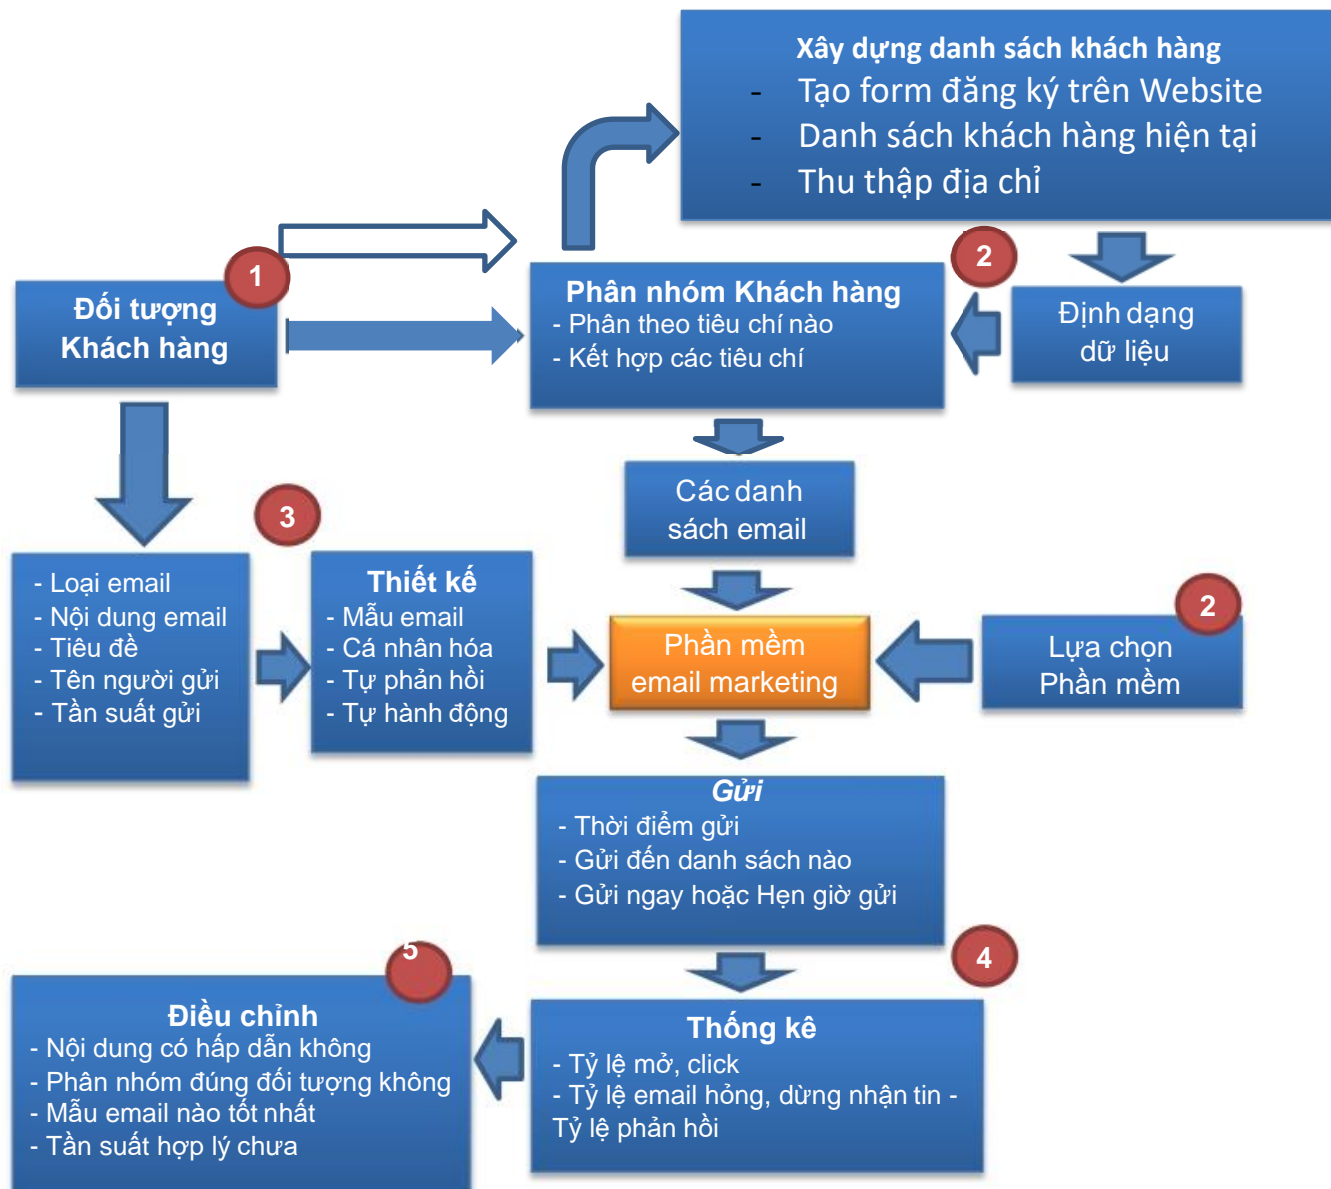 Xây dựng danh sách khách hàng
- Tạo form đăng ký trên Website
- Danh sách khách hàng hiện tại
- Thu thập địa chỉ
1
Đối tượng
Khách hàng
Phân nhóm Khách hàng
- Phân theo tiêu chí nào
- Kết hợp các tiêu chí
2
Định dạng
dữ liệu
Các danh
sách email
3
- Loại email
- Nội dung email
- Tiêu đề
- Tên người gửi
- Tần suất gửi
Thiết kế
- Mẫu email
- Cá nhân hóa
- Tự phản hồi
- Tự hành động
Phần mềm
email marketing
2
Lựa chọn
Phần mềm
Gửi
- Thời điểm gửi
- Gửi đến danh sách nào
- Gửi ngay hoặc Hẹn giờ gửi
4
Thống kê
- Tỷ lệ mở, click
- Tỷ lệ email hỏng, dừng nhận tin -
Tỷ lệ phản hồi
5
Điều chỉnh
- Nội dung có hấp dẫn không
- Phân nhóm đúng đối tượng không
- Mẫu email nào tốt nhất
- Tần suất hợp lý chưa